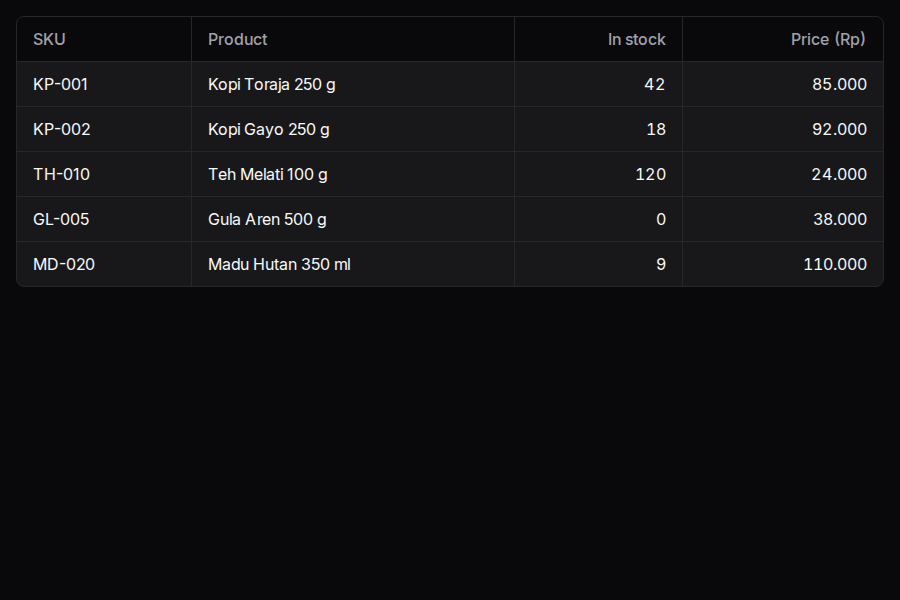 SKU Product In stock Price (Rp)
KP-001 Kopi Toraja 250 g 42 85.000
KP-002 Kopi Gayo 250 g 18 92.000
TH-010 Teh Melati 100 g 120 24.000
GL-005 Gula Aren 500 g 0 38.000
MD-020 Madu Hutan 350 ml 9 110.000